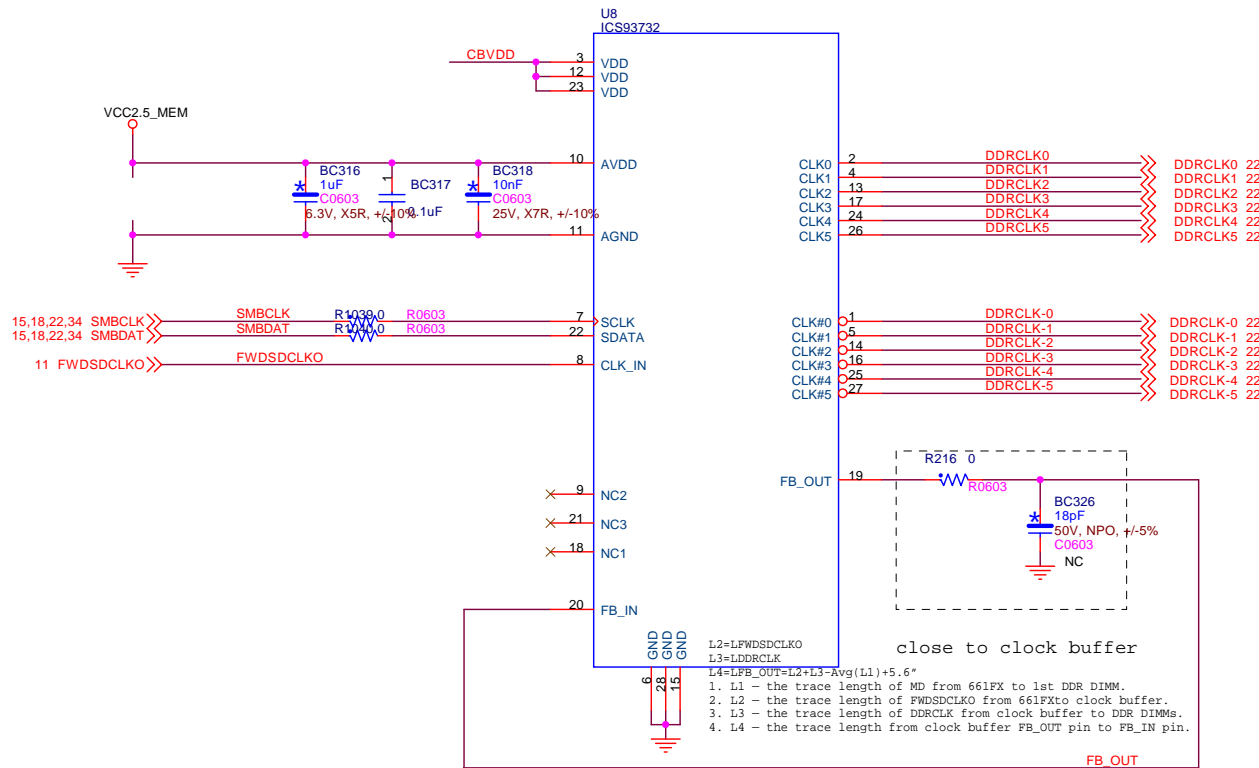 U8
ICS93732
CBVDD
3 VDD
12 VDD
23 VDD
VCC2.5_MEM
10 AVDD
BC316
1uF
C0603
6.3V, X5R, +/-10%
1
BC317
0.1uF
2
BC318
10nF
C0603
25V, X7R, +/-10%
11 AGND
CLK0 2 DDRCLK0 DDRCLK0 22
CLK1 4 DDRCLK1 DDRCLK1 22
CLK2 13 DDRCLK2 DDRCLK2 22
CLK3 17 DDRCLK3 DDRCLK3 22
CLK4 24 DDRCLK4 DDRCLK4 22
CLK5 26 DDRCLK5 DDRCLK5 22
15,18,22,34 SMBCLK SMBCLK R1039 0 R0603 7 SCLK
15,18,22,34 SMBDAT SMBDAT R1040 0 R0603 22 SDATA
11 FWDSDCLKO FWDSDCLKO 8 CLK_IN
CLK#0 1 DDRCLK-0 DDRCLK-0 22
CLK#1 5 DDRCLK-1 DDRCLK-1 22
CLK#2 14 DDRCLK-2 DDRCLK-2 22
CLK#3 16 DDRCLK-3 DDRCLK-3 22
CLK#4 25 DDRCLK-4 DDRCLK-4 22
CLK#5 27 DDRCLK-5 DDRCLK-5 22
FB_OUT 19
R216 0
R0603
BC326
18pF
50V, NPO, +/-5%
C0603
NC
9 NC2
21 NC3
18 NC1
20 FB_IN
GND GND GND
6 28 15
close to clock buffer
L2=LFWDSDCLKO
L3=LDDRCLK
L4=LFB_OUT=L2+L3-Avg(L1)+5.6"
1. L1 - the trace length of MD from 661FX to 1st DDR DIMM.
2. L2 - the trace length of FWDSDCLKO from 661FXto clock buffer.
3. L3 - the trace length of DDRCLK from clock buffer to DDR DIMMs.
4. L4 - the trace length from clock buffer FB_OUT pin to FB_IN pin.
FB_OUT